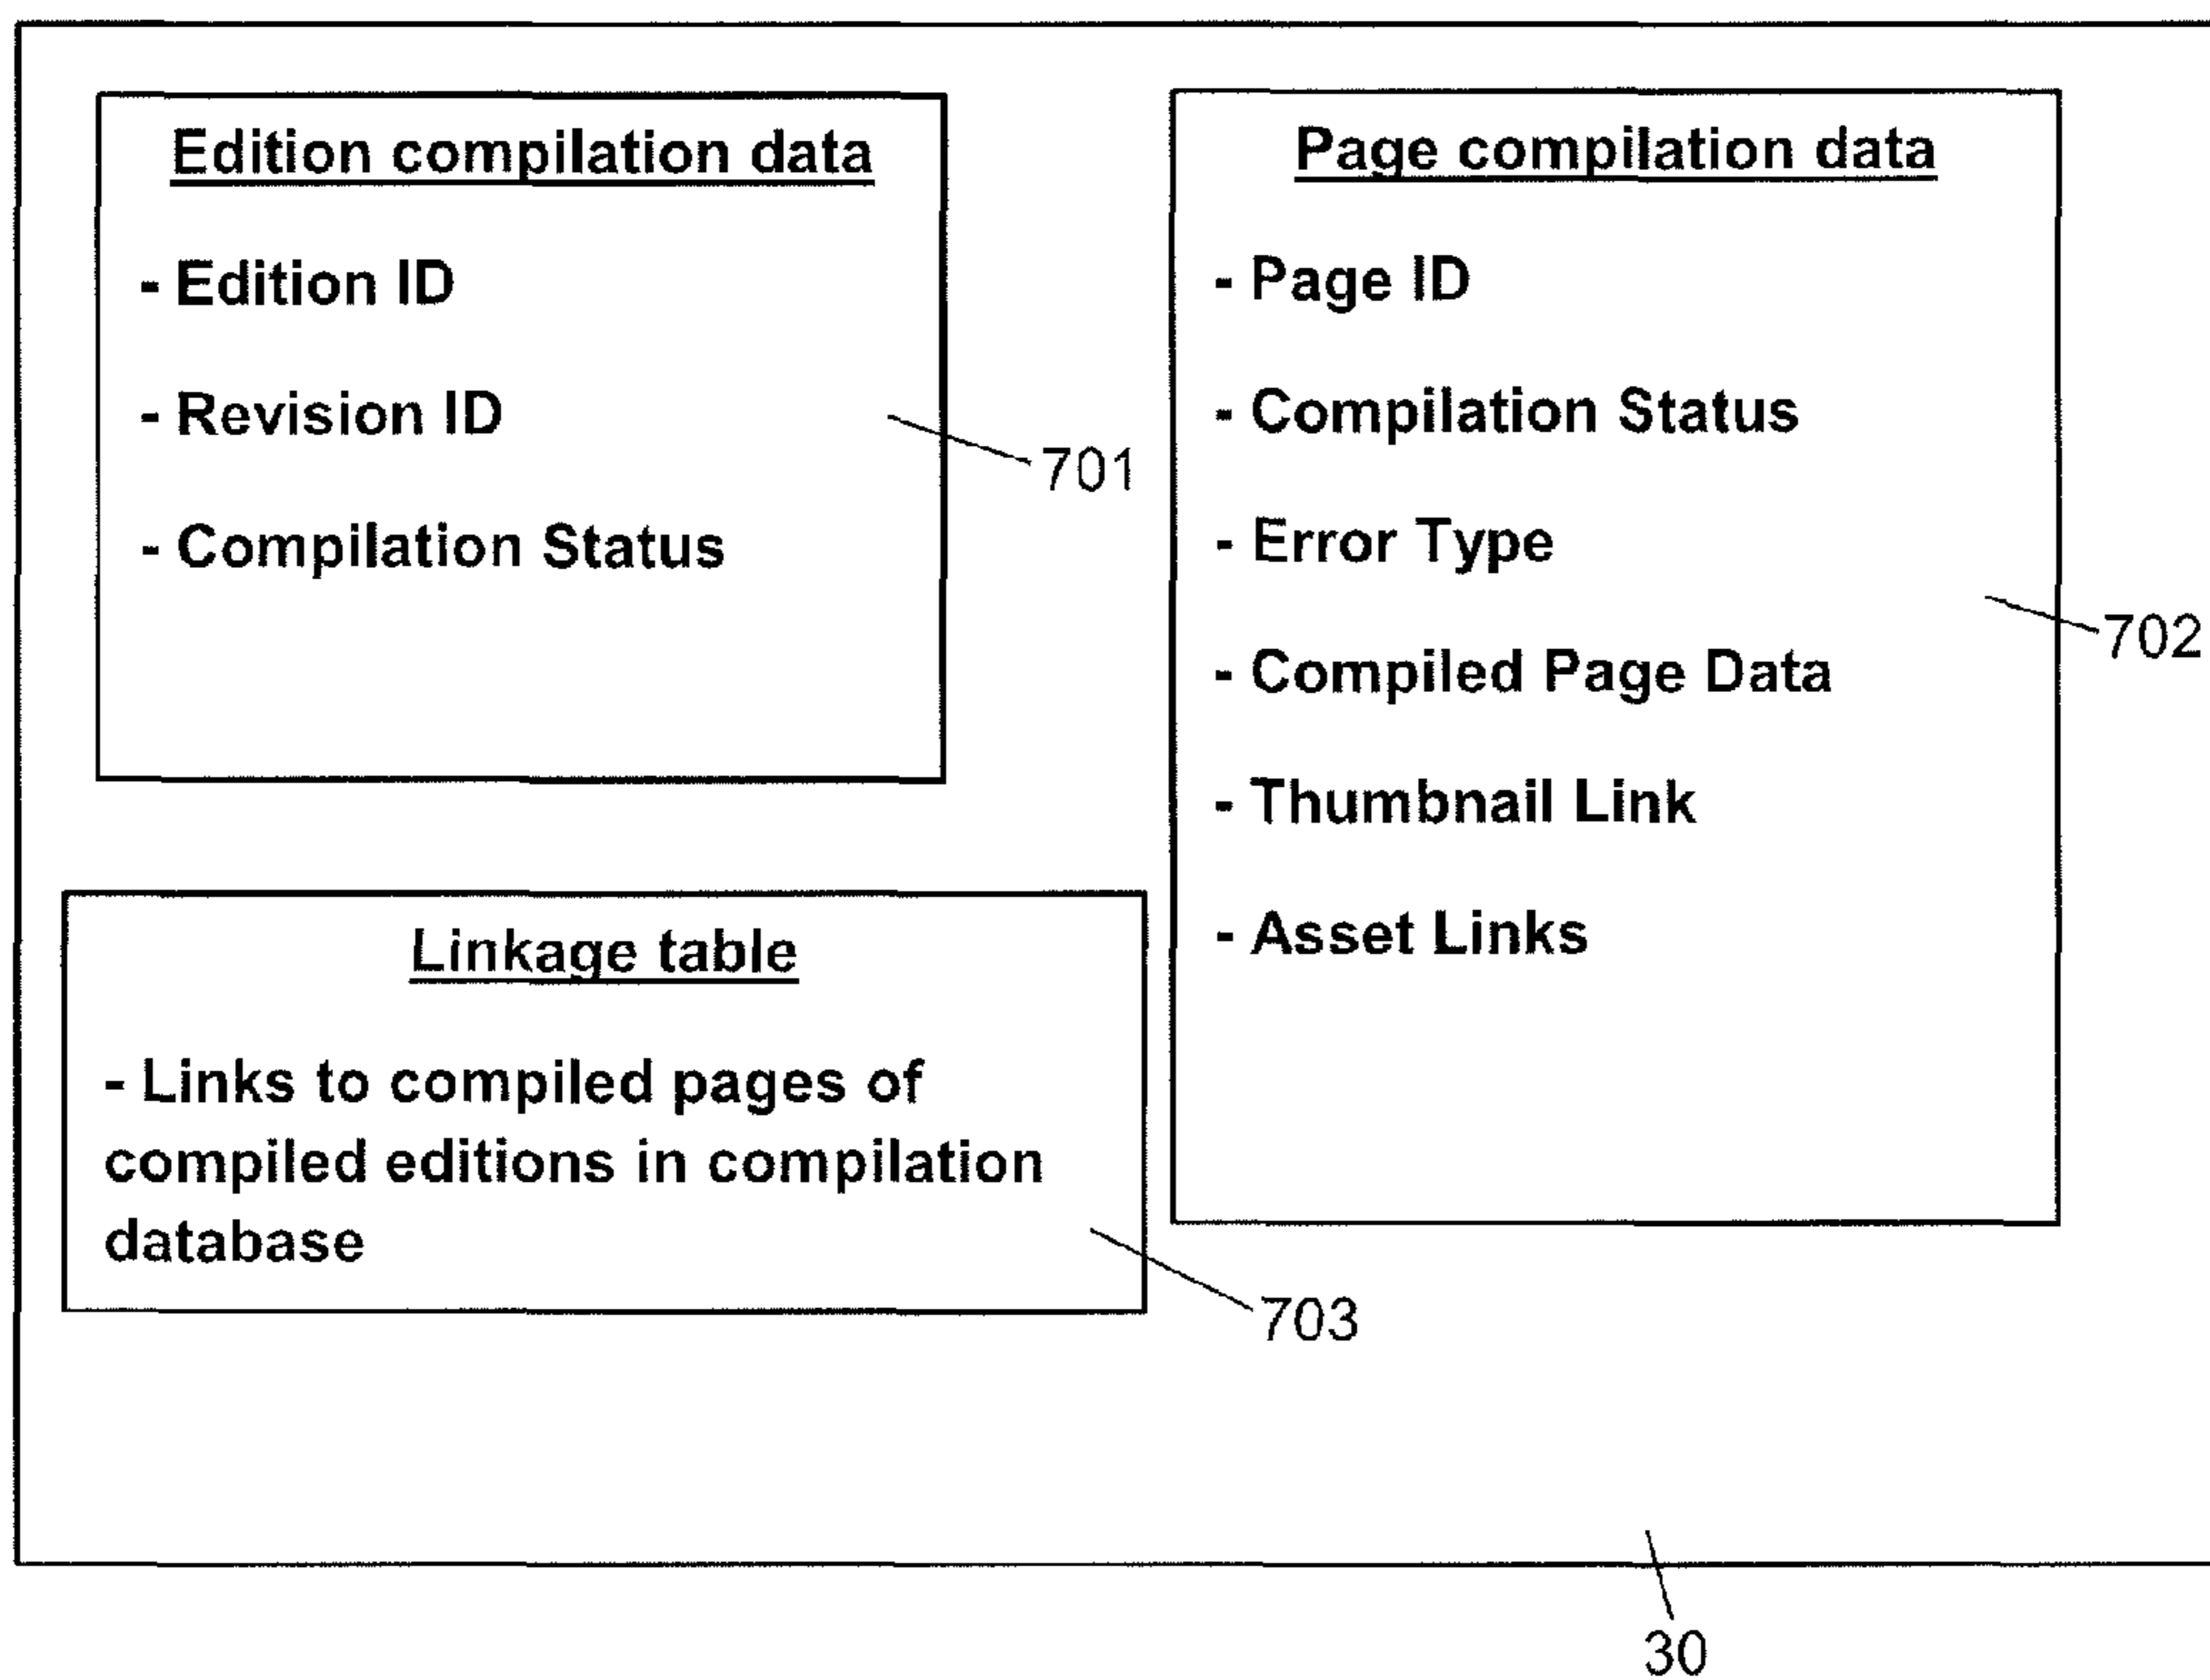 Edition compilation data
- Edition ID
- Revision ID
- Compilation Status
701
Page compilation data
- Page ID
- Compilation Status
- Error Type
- Compiled Page Data
- Thumbnail Link
- Asset Links
702
Linkage table
- Links to compiled pages of
compiled editions in compilation
database
703
30